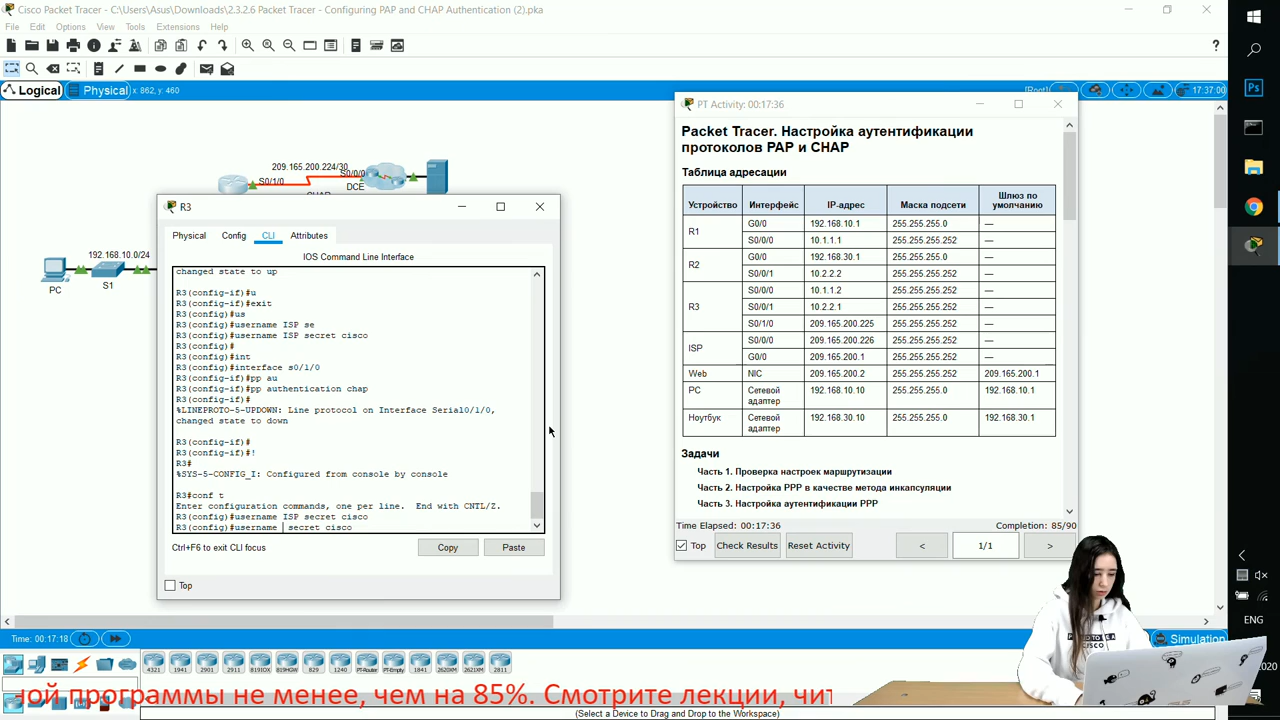 Cisco Packet Tracer - C:\Users\Asus\Downloads\2.3.2.6 Packet Tracer - Configuring PAP and CHAP Authentication (2).pka
File Edit Options View Tools Extensions Help
Logical Physical x: 862, y: 460
[Root] 17:37:00
209.165.200.224/30
S0/1/0
S0/0/0
DCE
192.168.10.0/24
PC
S1
R3
Physical Config CLI Attributes
IOS Command Line Interface
changed state to up
R3(config-if)#u
R3(config-if)#exit
R3(config)#us
R3(config)#username ISP se
R3(config)#username ISP secret cisco
R3(config)#
R3(config)#int
R3(config)#interface s0/1/0
R3(config-if)#pp au
R3(config-if)#pp authentication chap
R3(config-if)#
%LINEPROTO-5-UPDOWN: Line protocol on Interface Serial0/1/0,
changed state to down
R3(config-if)#
R3(config-if)#!
R3#
%SYS-5-CONFIG_I: Configured from console by console
R3#conf t
Enter configuration commands, one per line. End with CNTL/Z.
R3(config)#username ISP secret cisco
R3(config)#username secret cisco
Ctrl+F6 to exit CLI focus
Copy
Paste
Top
PT Activity: 00:17:36
Packet Tracer. Настройка аутентификации
протоколов PAP и CHAP
Таблица адресации
Устройство Интерфейс IP-адрес Маска подсети Шлюз по умолчанию
R1 G0/0 192.168.10.1 255.255.255.0 —
S0/0/0 10.1.1.1 255.255.255.252 —
R2 G0/0 192.168.30.1 255.255.255.0 —
S0/0/1 10.2.2.2 255.255.255.252 —
R3 S0/0/0 10.1.1.2 255.255.255.252 —
S0/0/1 10.2.2.1 255.255.255.252 —
S0/1/0 209.165.200.225 255.255.255.252 —
ISP S0/0/0 209.165.200.226 255.255.255.252 —
G0/0 209.165.200.1 255.255.255.252 —
Web NIC 209.165.200.2 255.255.255.252 209.165.200.1
PC Сетевой адаптер 192.168.10.10 255.255.255.0 192.168.10.1
Ноутбук Сетевой адаптер 192.168.30.10 255.255.255.0 192.168.30.1
Задачи
Часть 1. Проверка настроек маршрутизации
Часть 2. Настройка PPP в качестве метода инкапсуляции
Часть 3. Настройка аутентификации PPP
Time Elapsed: 00:17:36 Completion: 85/90
Top Check Results Reset Activity < 1/1 >
Time: 00:17:18
Simulation
4321 1941 2901 2911 819IOX 819HGW 829 1240 PT-Router PT-Empty 1841 2620XM 2621XM 2811
ной программы не менее, чем на 85%. Смотрите лекции, чит
(Select a Device to Drag and Drop to the Workspace)
ENG
CISCO